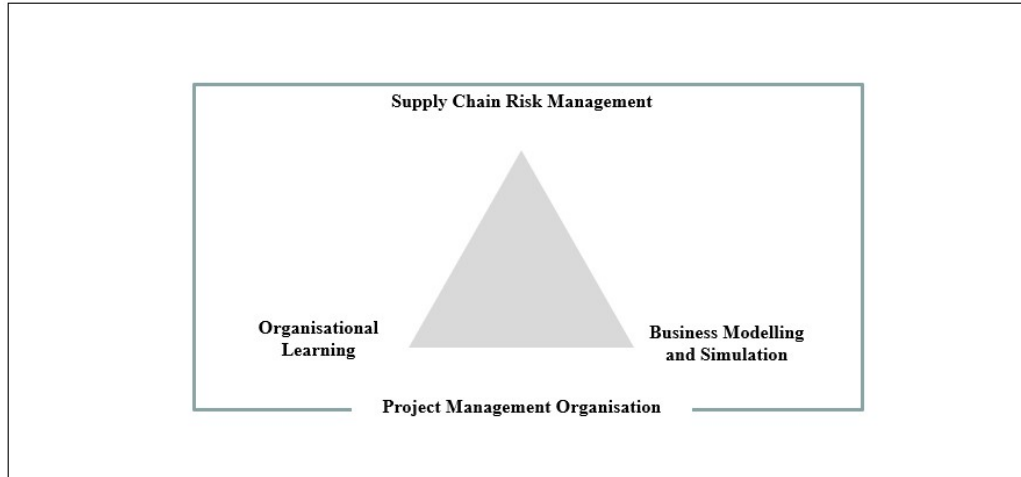 Supply Chain Risk Management
Organisational
Learning
Business Modelling
and Simulation
Project Management Organisation